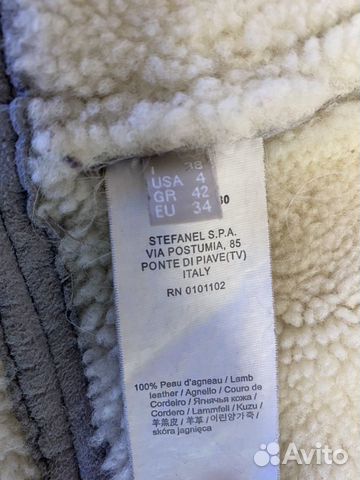 I 38
USA 4
GR 42
EU 34
30
STEFANEL S.P.A.
VIA POSTUMIA, 85
PONTE DI PIAVE(TV)
ITALY
RN 0101102
100% Peau d'agneau / Lamb
leather / Agnello / Couro de
Cordeiro / Ягнячья кожа /
Cordero / Lammfell / Kuzu /
羊羔皮 / 羊革 / 어린양가죽 /
skóra jagnięca
Avito